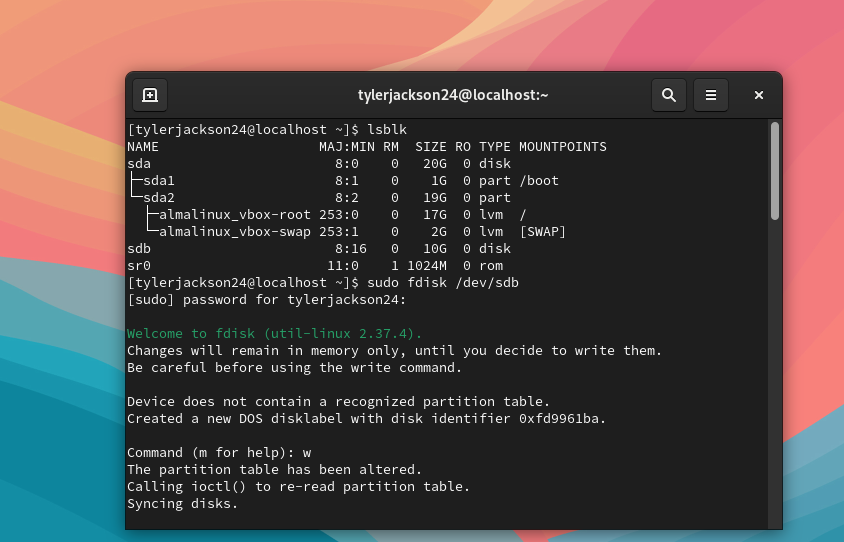 tylerjackson24@localhost:~
[tylerjackson24@localhost ~]$ lsblk
NAME                    MAJ:MIN RM  SIZE RO TYPE MOUNTPOINTS
sda                       8:0    0   20G  0 disk
├─sda1                    8:1    0    1G  0 part /boot
└─sda2                    8:2    0   19G  0 part
  ├─almalinux_vbox-root 253:0    0   17G  0 lvm  /
  └─almalinux_vbox-swap 253:1    0    2G  0 lvm  [SWAP]
sdb                       8:16   0   10G  0 disk
sr0                      11:0    1 1024M  0 rom
[tylerjackson24@localhost ~]$ sudo fdisk /dev/sdb
[sudo] password for tylerjackson24:
Welcome to fdisk (util-linux 2.37.4).
Changes will remain in memory only, until you decide to write them.
Be careful before using the write command.
Device does not contain a recognized partition table.
Created a new DOS disklabel with disk identifier 0xfd9961ba.
Command (m for help): w
The partition table has been altered.
Calling ioctl() to re-read partition table.
Syncing disks.